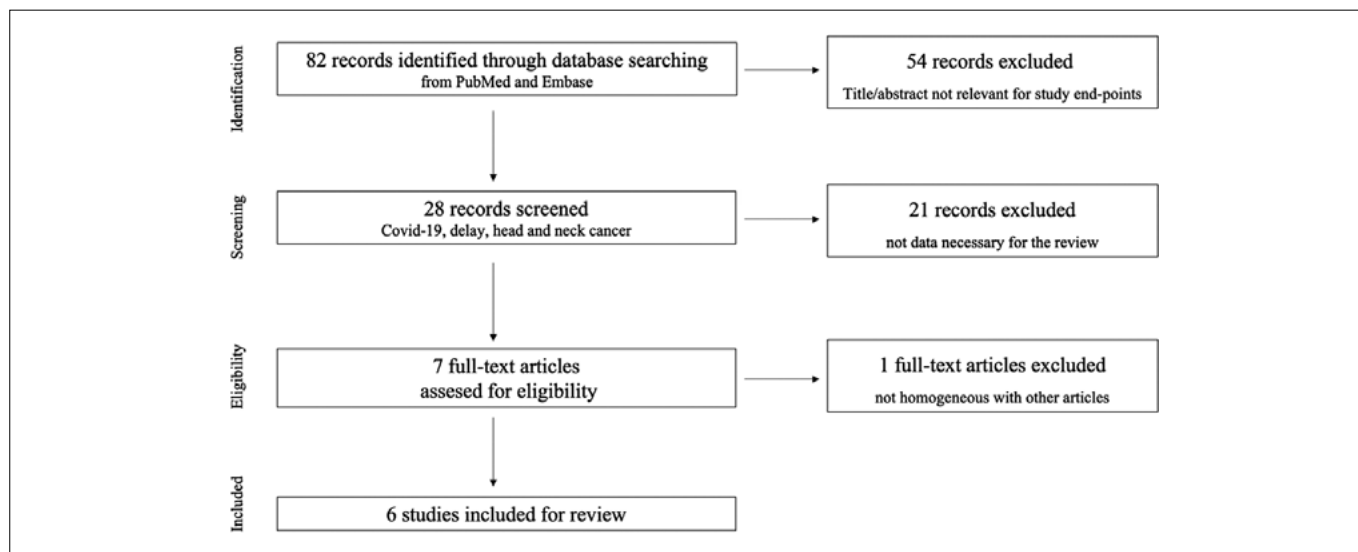 Identification
82 records identified through database searching
from PubMed and Embase
54 records excluded
Title/abstract not relevant for study end-points
Screening
28 records screened
Covid-19, delay, head and neck cancer
21 records excluded
not data necessary for the review
Eligibility
7 full-text articles
assesed for eligibility
1 full-text articles excluded
not homogeneous with other articles
Included
6 studies included for review